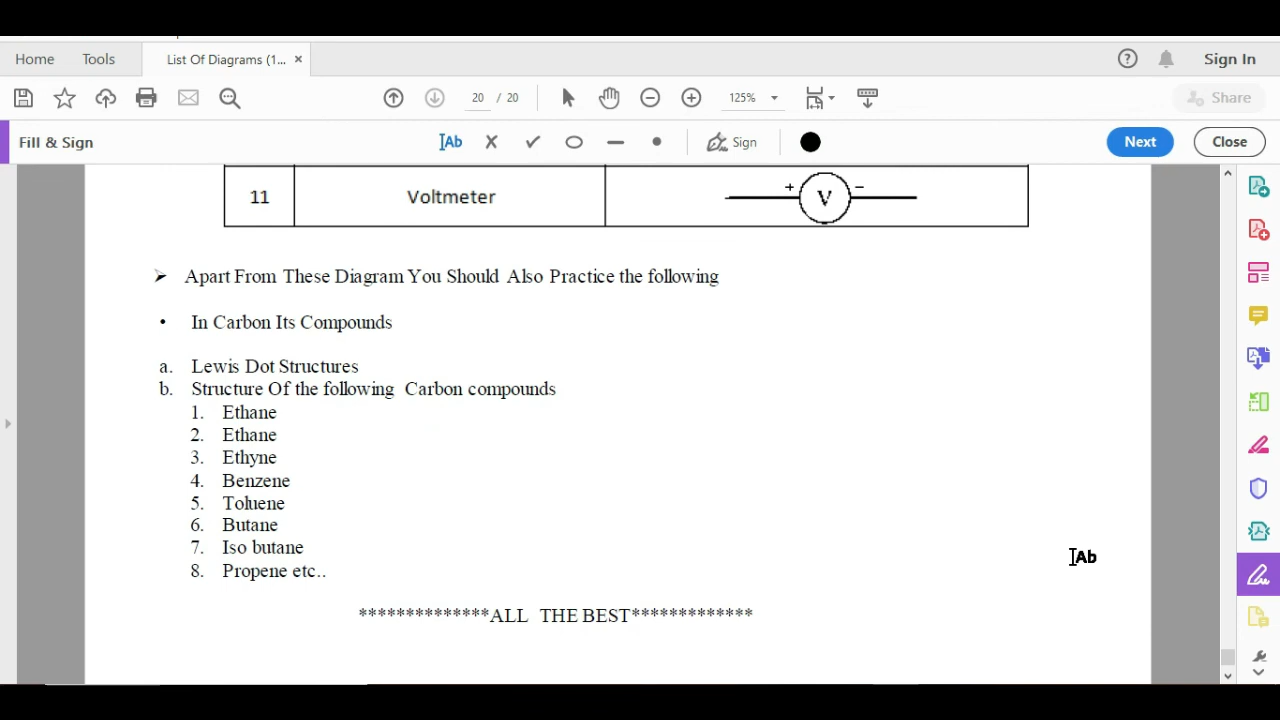 Home Tools List Of Diagrams (1... × Sign In
20 / 20 125% Share
Fill & Sign Ab Sign Next Close
11 Voltmeter + V −
➢ Apart From These Diagram You Should Also Practice the following
• In Carbon Its Compounds
a. Lewis Dot Structures
b. Structure Of the following Carbon compounds
1. Ethane
2. Ethane
3. Ethyne
4. Benzene
5. Toluene
6. Butane
7. Iso butane
8. Propene etc..
Ab
**************ALL THE BEST*************